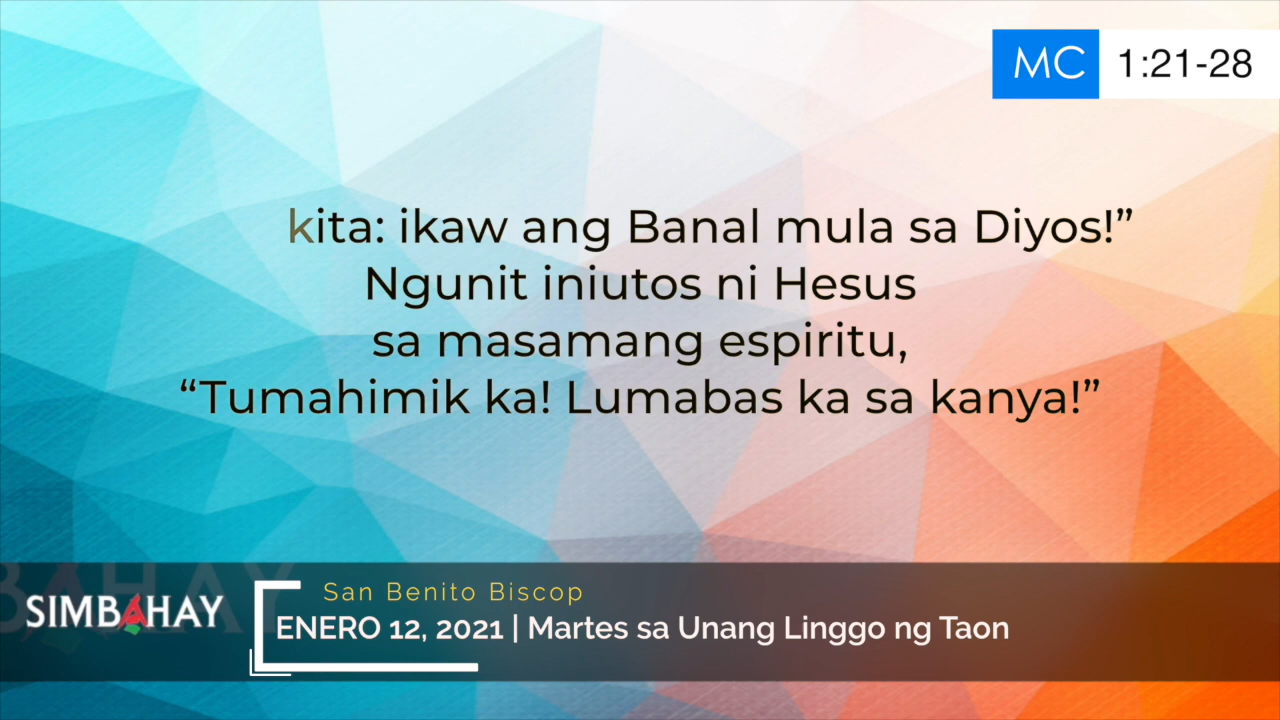 MC 1:21-28
kita: ikaw ang Banal mula sa Diyos!”
Ngunit iniutos ni Hesus
sa masamang espiritu,
“Tumahimik ka! Lumabas ka sa kanya!”
San Benito Biscop
SIMBAHAY
ENERO 12, 2021 | Martes sa Unang Linggo ng Taon